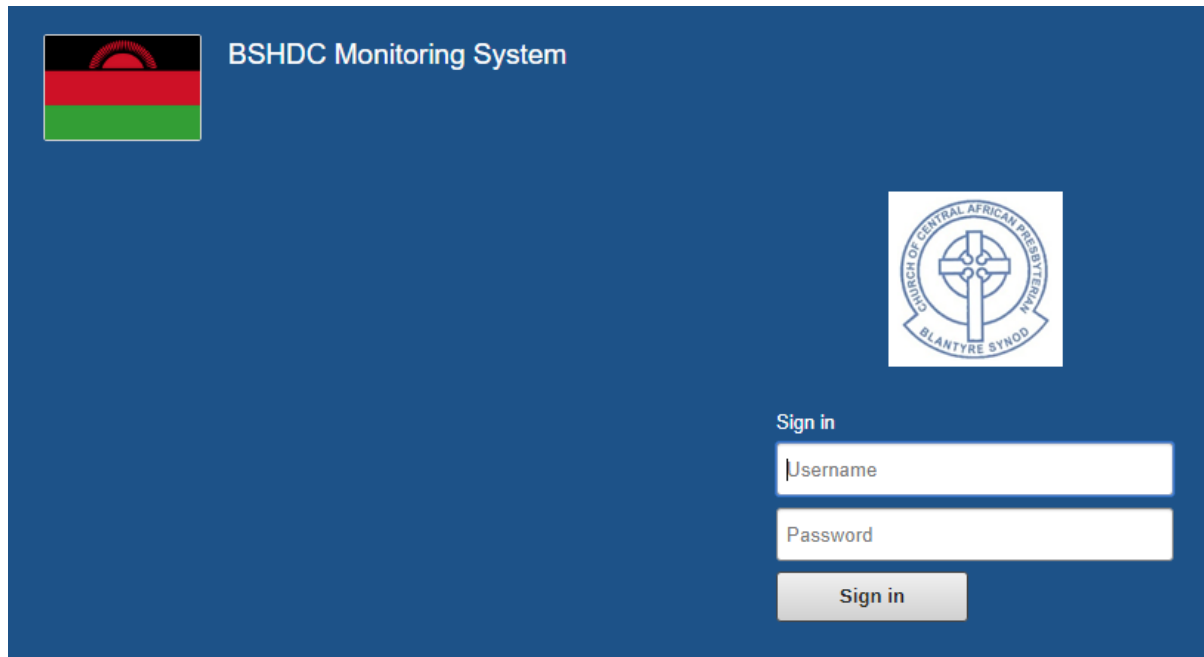 BSHDC Monitoring System
CHURCH OF CENTRAL AFRICAN PRESBYTERIAN
BLANTYRE SYNOD
Sign in
Username
Password
Sign in